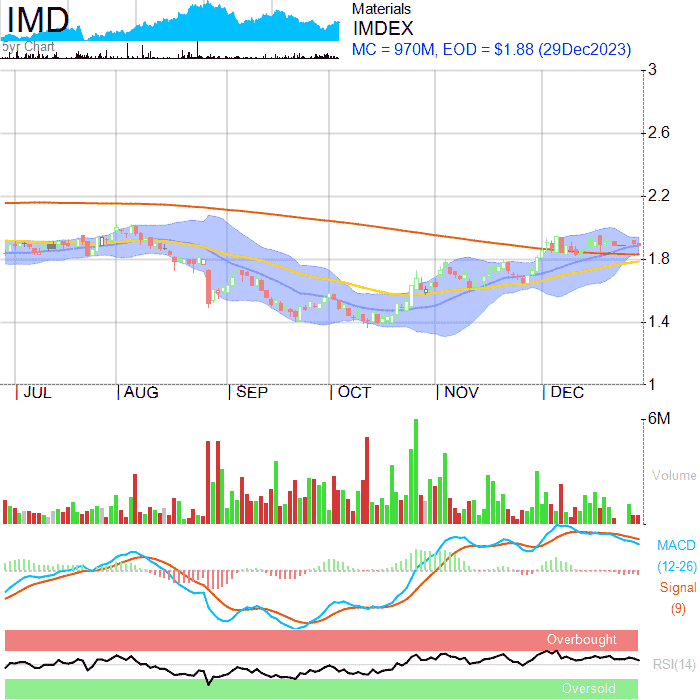 IMD
5yr Chart
Materials
IMDEX
MC = 970M, EOD = $1.88 (29Dec2023)
3
2.6
2.2
1.8
1.4
1
JUL AUG SEP OCT NOV DEC
6M
Volume
MACD
(12-26)
Signal
(9)
Overbought
RSI(14)
Oversold